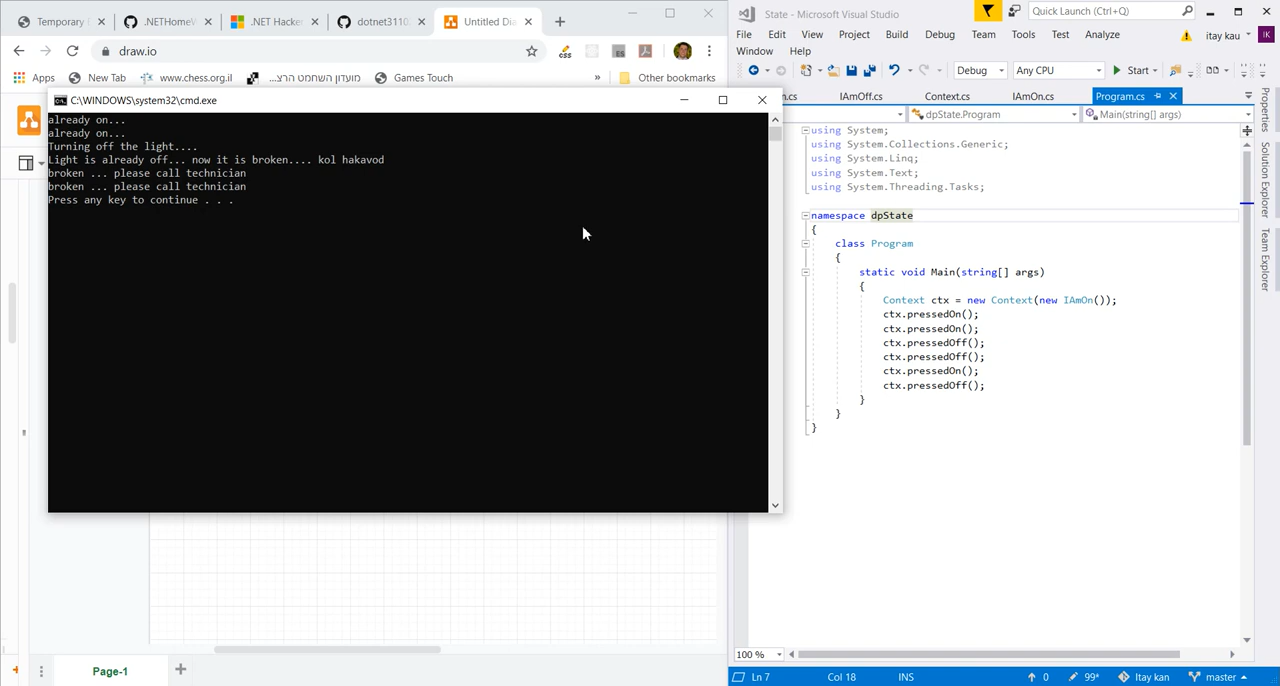 Temporary E
.NETHomeW
.NET Hacker
dotnet3110
Untitled Dia
draw.io
Apps
New Tab
www.chess.org.il
מועדון השחמט הרצ...
Games Touch
»
Other bookmarks
C:\WINDOWS\system32\cmd.exe
already on...
already on...
Turning off the light....
Light is already off... now it is broken.... kol hakavod
broken ... please call technician
broken ... please call technician
Press any key to continue . . .
Page-1
State - Microsoft Visual Studio
Quick Launch (Ctrl+Q)
File Edit View Project Build Debug Team Tools Test Analyze
itay kau
IK
Window Help
Debug
Any CPU
Start
n.cs
IAmOff.cs
Context.cs
IAmOn.cs
Program.cs
dpState.Program
Main(string[] args)
using System;
using System.Collections.Generic;
using System.Linq;
using System.Text;
using System.Threading.Tasks;
namespace dpState
{
class Program
{
static void Main(string[] args)
{
Context ctx = new Context(new IAmOn());
ctx.pressedOn();
ctx.pressedOn();
ctx.pressedOff();
ctx.pressedOff();
ctx.pressedOn();
ctx.pressedOff();
}
}
}
Properties
Solution Explorer
Team Explorer
100 %
Ln 7
Col 18
INS
0
99*
Itay kan
master